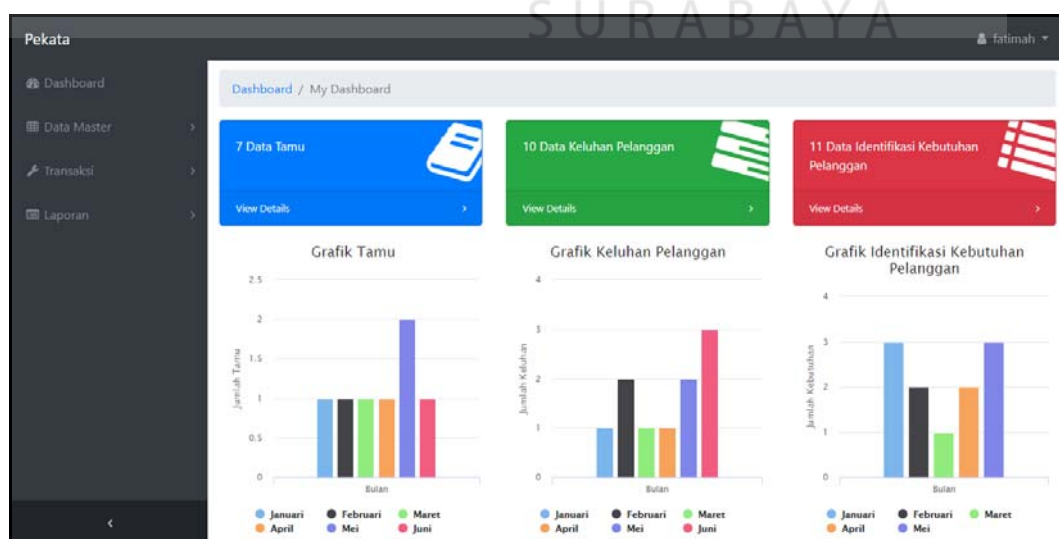 SURABAYA
Pekata
fatimah
Dashboard
Data Master
Transaksi
Laporan
Dashboard / My Dashboard
7 Data Tamu
View Details
10 Data Keluhan Pelanggan
View Details
11 Data Identifikasi Kebutuhan
Pelanggan
View Details
Grafik Tamu
2.5
2
1.5
1
0.5
0
Jumlah Tamu
Bulan
Januari Februari Maret
April Mei Juni
Grafik Keluhan Pelanggan
4
3
2
1
0
Jumlah Keluhan
Bulan
Januari Februari Maret
April Mei Juni
Grafik Identifikasi Kebutuhan
Pelanggan
4
3
2
1
0
Jumlah Kebutuhan
Bulan
Januari Februari Maret
April Mei